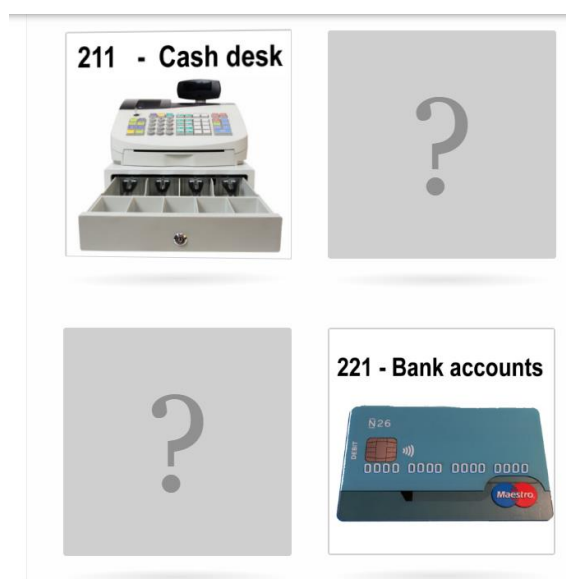 211 - Cash desk
?
?
221 - Bank accounts
N26
DEBIT
0000 0000 0000 0000
Maestro